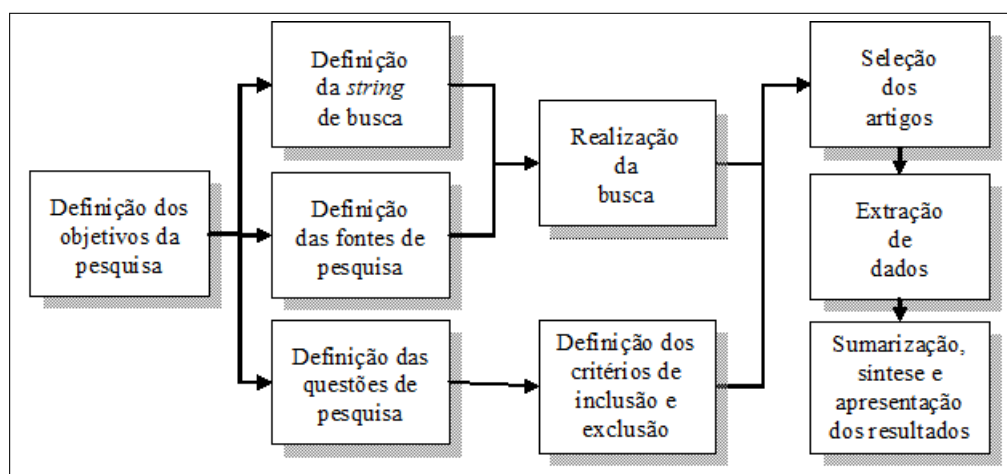 Definição dos
objetivos da
pesquisa
Definição
da string
de busca
Definição
das fontes de
pesquisa
Definição das
questões de
pesquisa
Realização
da
busca
Definição dos
critérios de
inclusão e
exclusão
Seleção
dos
artigos
Extração
de
dados
Sumarização,
síntese e
apresentação
dos resultados